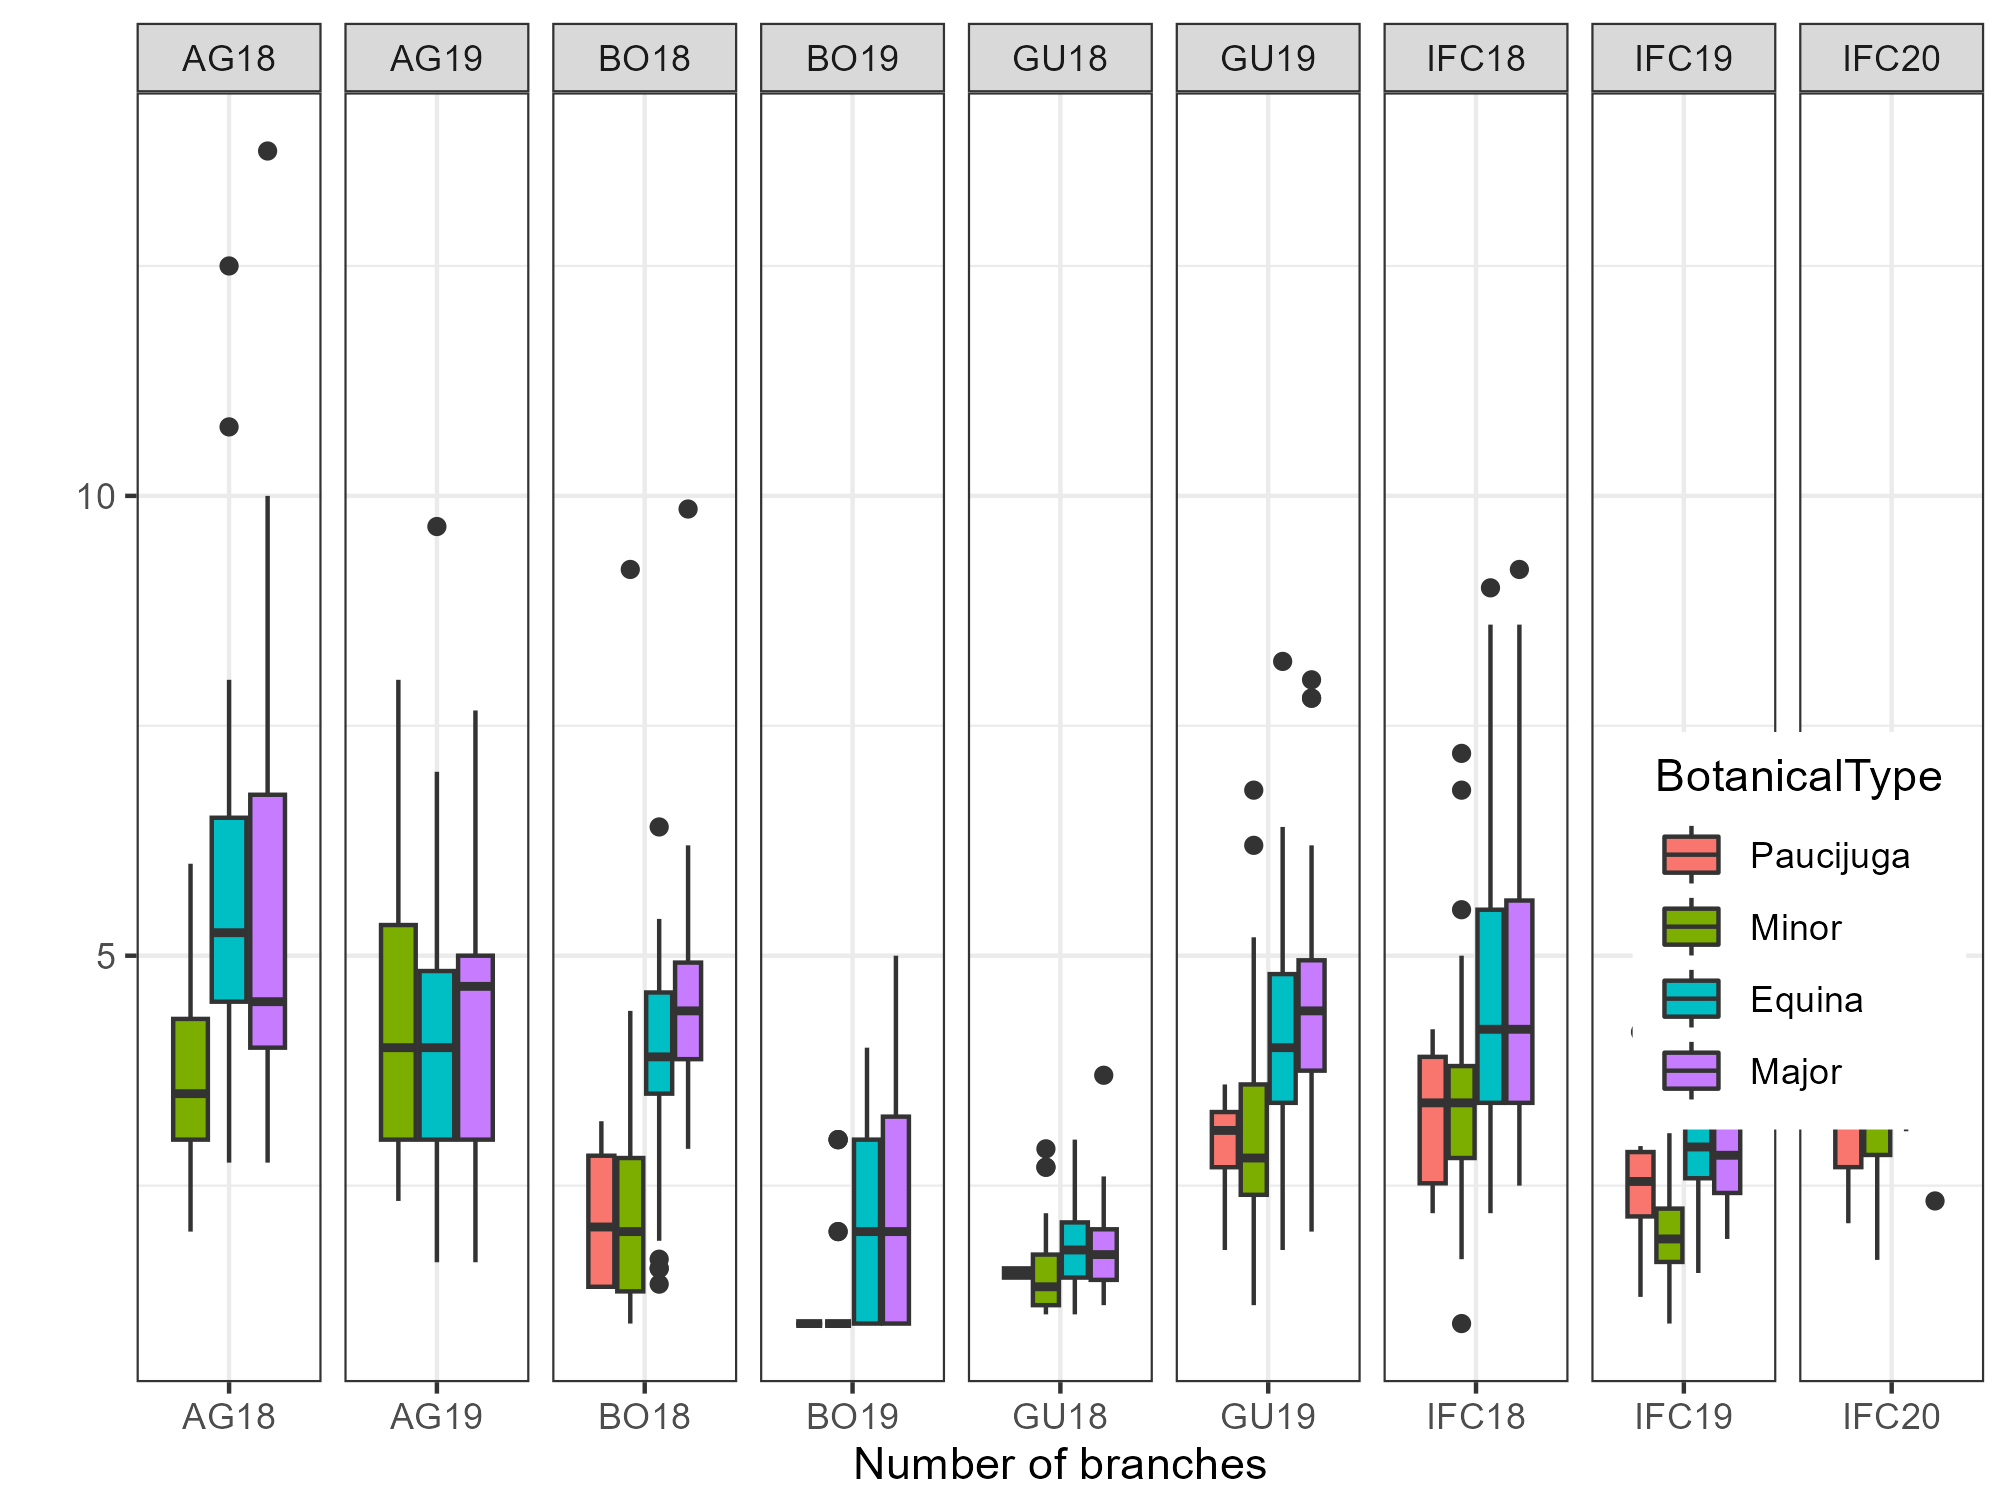 AG18 AG19 BO18 BO19 GU18 GU19 IFC18 IFC19 IFC20
10
5
BotanicalType
Paucijuga
Minor
Equina
Major
AG18 AG19 BO18 BO19 GU18 GU19 IFC18 IFC19 IFC20
Number of branches